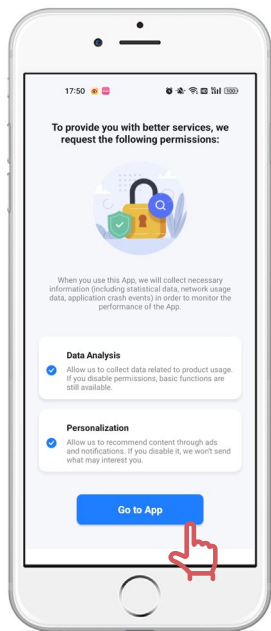 17:50
100
To provide you with better services, we
request the following permissions:
When you use this App, we will collect necessary
information (including statistical data, network usage
data, application crash events) in order to monitor the
performance of the App.
Data Analysis
Allow us to collect data related to product usage.
If you disable permissions, basic functions are
still available.
Personalization
Allow us to recommend content through ads
and notifications. If you disable it, we won't send
what may interest you.
Go to App